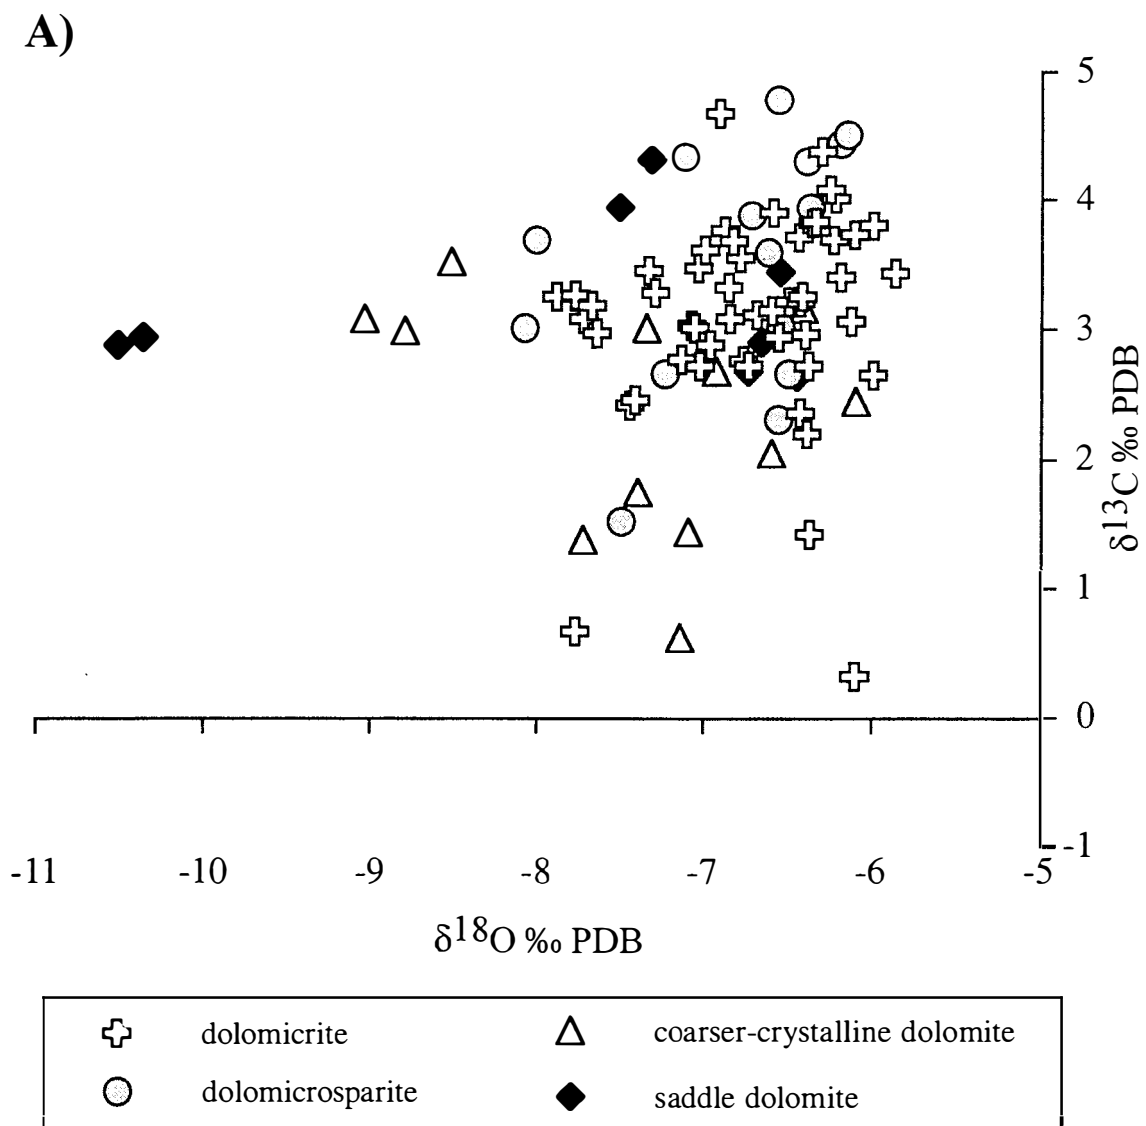 A)
5
4
3
2
1
0
-1
δ13C ‰ PDB
-11 -10 -9 -8 -7 -6 -5
δ18O ‰ PDB
dolomicrite coarser-crystalline dolomite
dolomicrosparite saddle dolomite